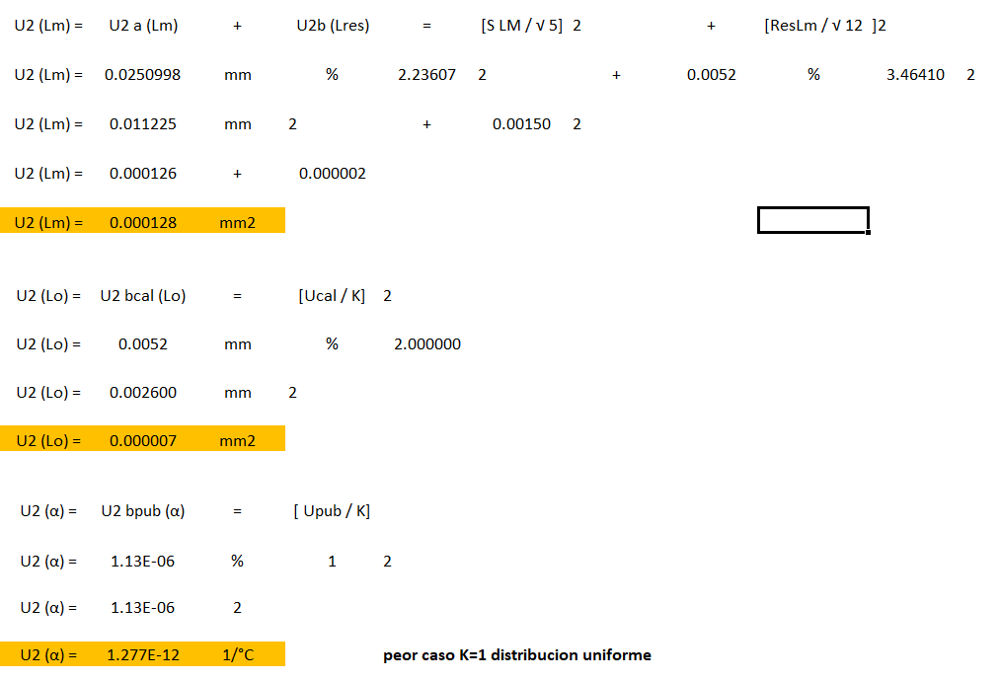 U2 (Lm) = U2 a (Lm) + U2b (Lres) = [S LM / √ 5] 2 + [ResLm / √ 12 ]2
U2 (Lm) = 0.0250998 mm % 2.23607 2 + 0.0052 % 3.46410 2
U2 (Lm) = 0.011225 mm 2 + 0.00150 2
U2 (Lm) = 0.000126 + 0.000002
U2 (Lm) = 0.000128 mm2
U2 (Lo) = U2 bcal (Lo) = [Ucal / K] 2
U2 (Lo) = 0.0052 mm % 2.000000
U2 (Lo) = 0.002600 mm 2
U2 (Lo) = 0.000007 mm2
U2 (α) = U2 bpub (α) = [ Upub / K]
U2 (α) = 1.13E-06 % 1 2
U2 (α) = 1.13E-06 2
U2 (α) = 1.277E-12 1/°C peor caso K=1 distribucion uniforme